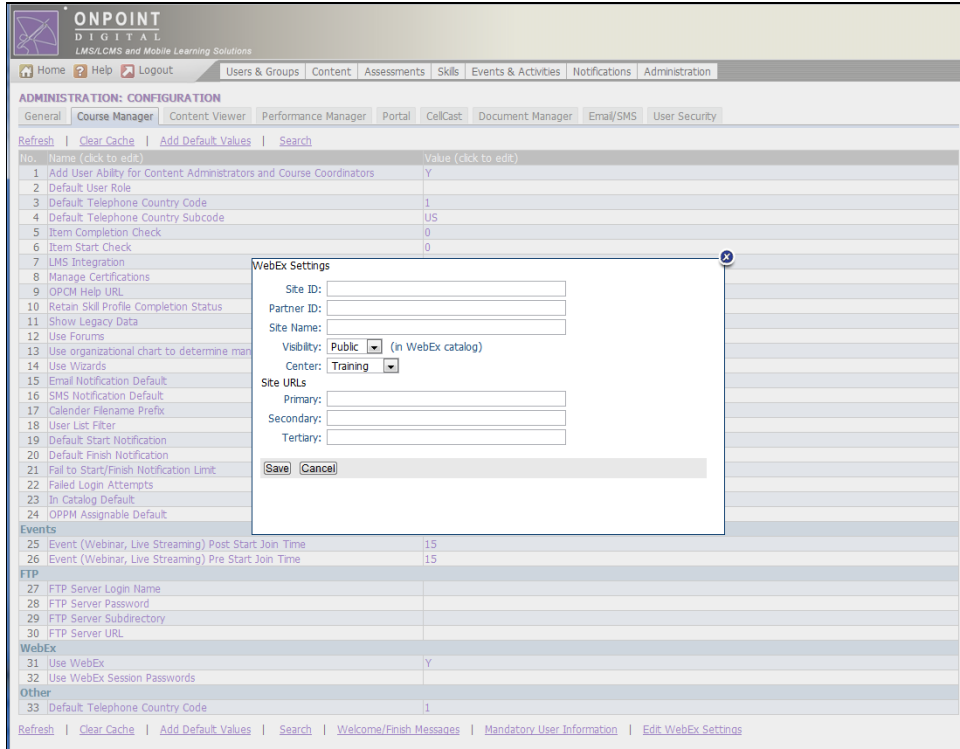 ONPOINT
DIGITAL
LMS/LCMS and Mobile Learning Solutions
Home Help Logout Users & Groups Content Assessments Skills Events & Activities Notifications Administration
ADMINISTRATION: CONFIGURATION
General Course Manager Content Viewer Performance Manager Portal CellCast Document Manager Email/SMS User Security
Refresh | Clear Cache | Add Default Values | Search
No. Name (click to edit) Value (click to edit)
1 Add User Ability for Content Administrators and Course Coordinators Y
2 Default User Role
3 Default Telephone Country Code 1
4 Default Telephone Country Subcode US
5 Item Completion Check 0
6 Item Start Check 0
7 LMS Integration
8 Manage Certifications
9 OPCM Help URL
10 Retain Skill Profile Completion Status
11 Show Legacy Data
12 Use Forums
13 Use organizational chart to determine man
14 Use Wizards
15 Email Notification Default
16 SMS Notification Default
17 Calender Filename Prefix
18 User List Filter
19 Default Start Notification
20 Default Finish Notification
21 Fail to Start/Finish Notification Limit
22 Failed Login Attempts
23 In Catalog Default
24 OPPM Assignable Default
WebEx Settings
X
Site ID:
Partner ID:
Site Name:
Visibility: Public (in WebEx catalog)
Center: Training
Site URLs
Primary:
Secondary:
Tertiary:
Save Cancel
Events
25 Event (Webinar, Live Streaming) Post Start Join Time 15
26 Event (Webinar, Live Streaming) Pre Start Join Time 15
FTP
27 FTP Server Login Name
28 FTP Server Password
29 FTP Server Subdirectory
30 FTP Server URL
WebEx
31 Use WebEx Y
32 Use WebEx Session Passwords
Other
33 Default Telephone Country Code 1
Refresh | Clear Cache | Add Default Values | Search | Welcome/Finish Messages | Mandatory User Information | Edit WebEx Settings